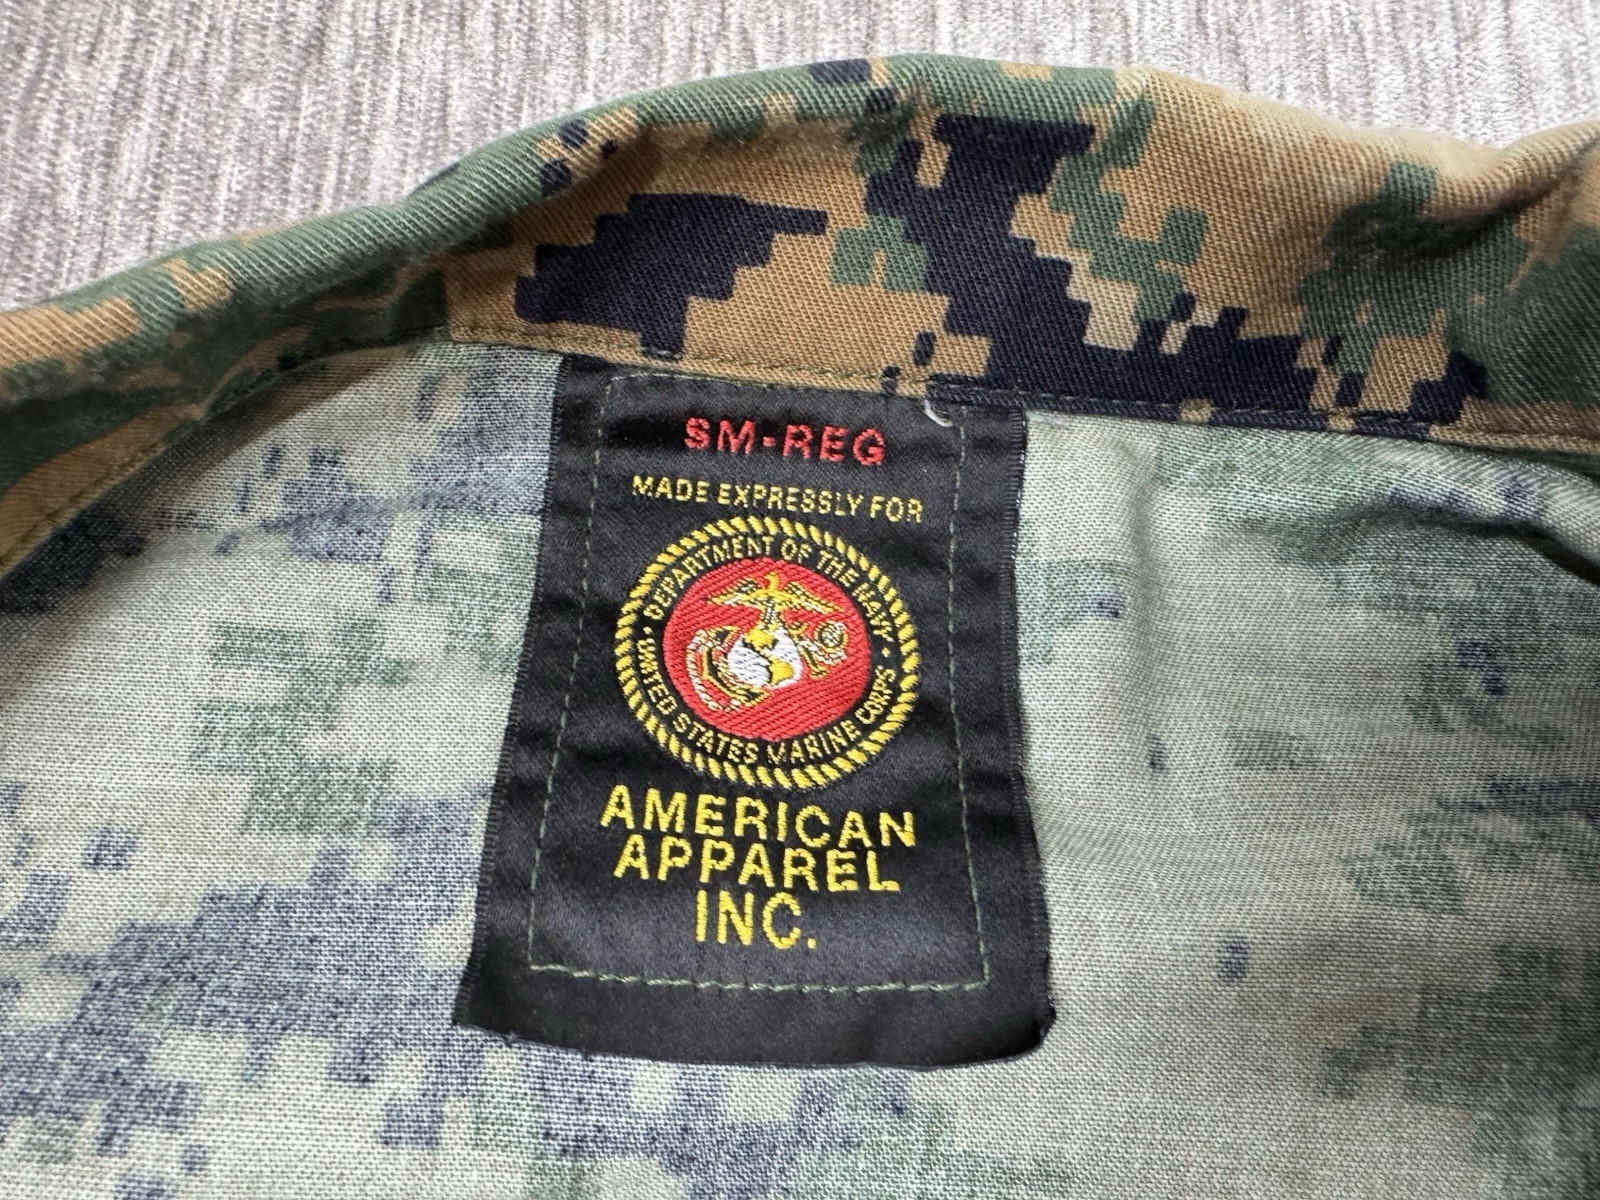 SM-REG
MADE EXPRESSLY FOR
DEPARTMENT OF THE NAVY
• UNITED STATES MARINE CORPS •
AMERICAN
APPAREL
INC.